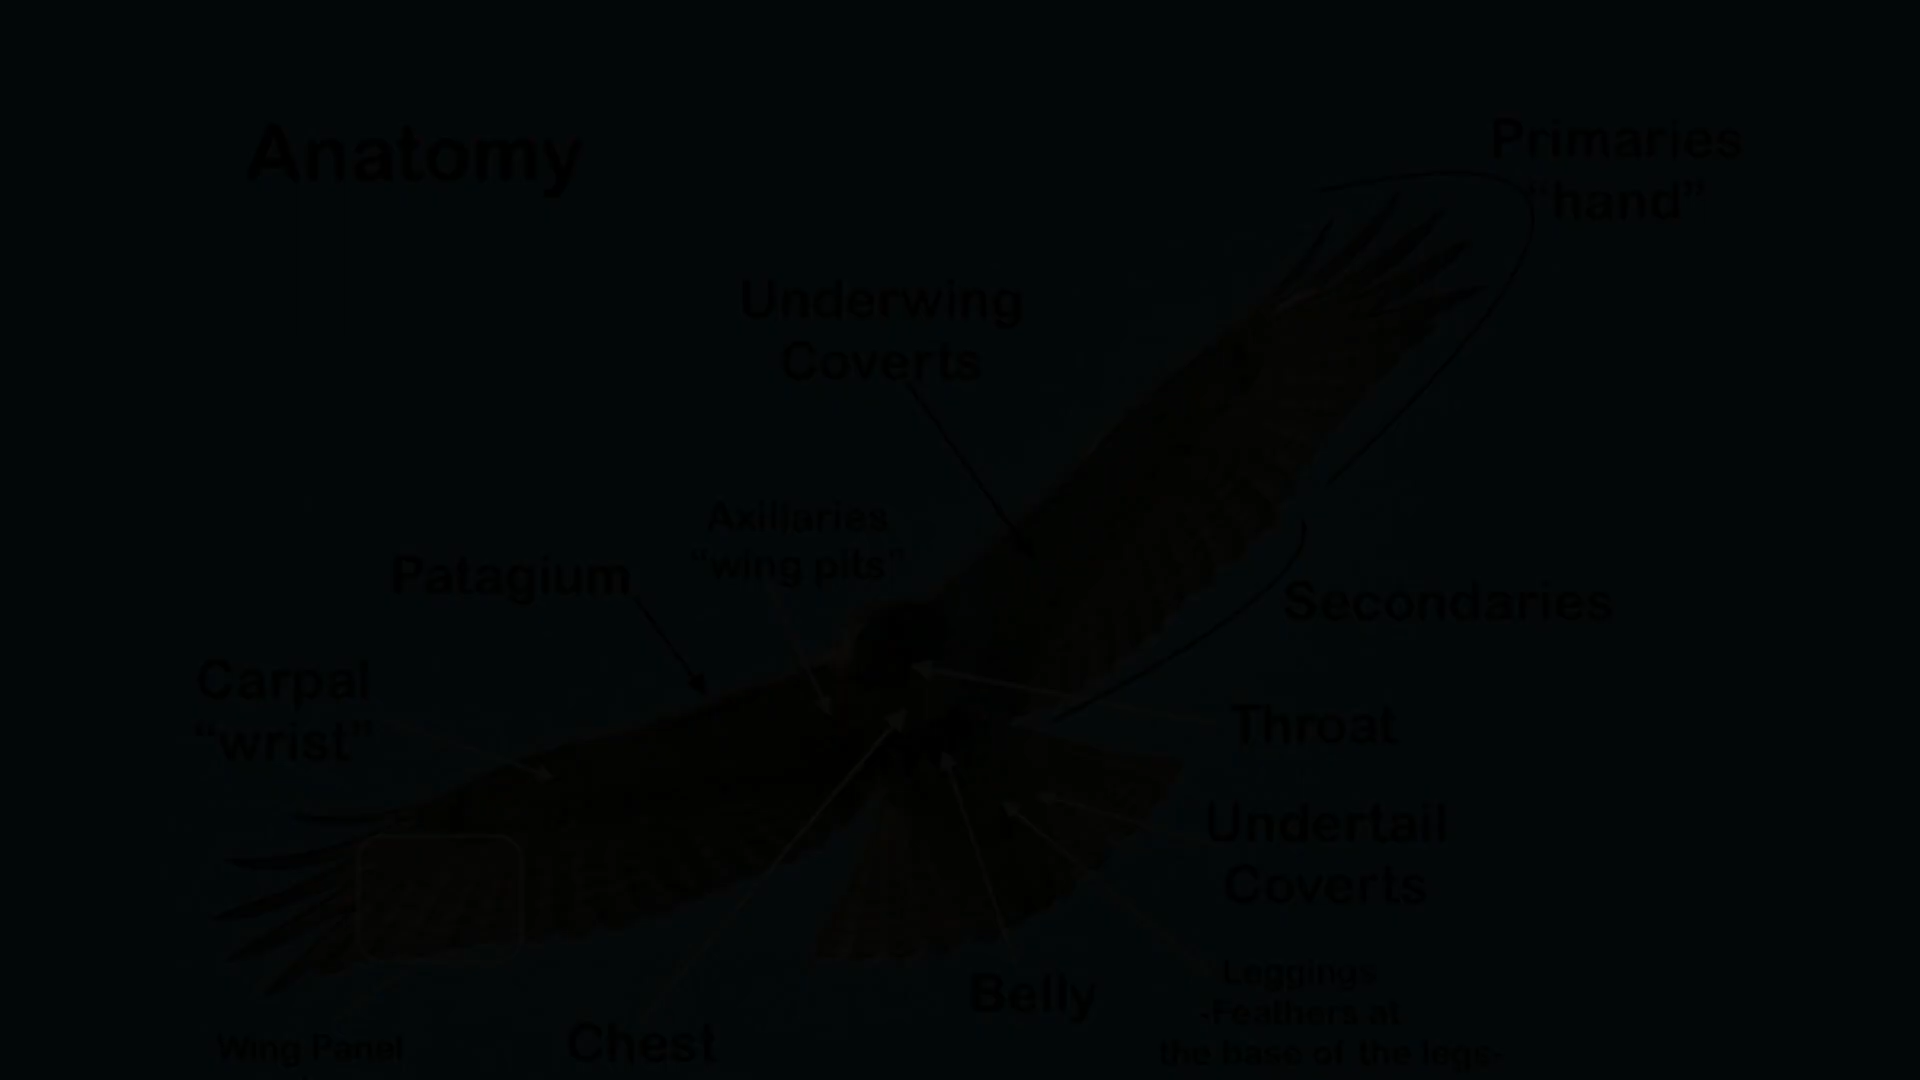 Anatomy
Primaries
“hand”
Underwing
Coverts
Axillaries
“wing pits”
Patagium
Secondaries
Carpal
“wrist”
Throat
Undertail
Coverts
Leggings
-Feathers at
the base of the legs-
Belly
Chest
Wing Panel